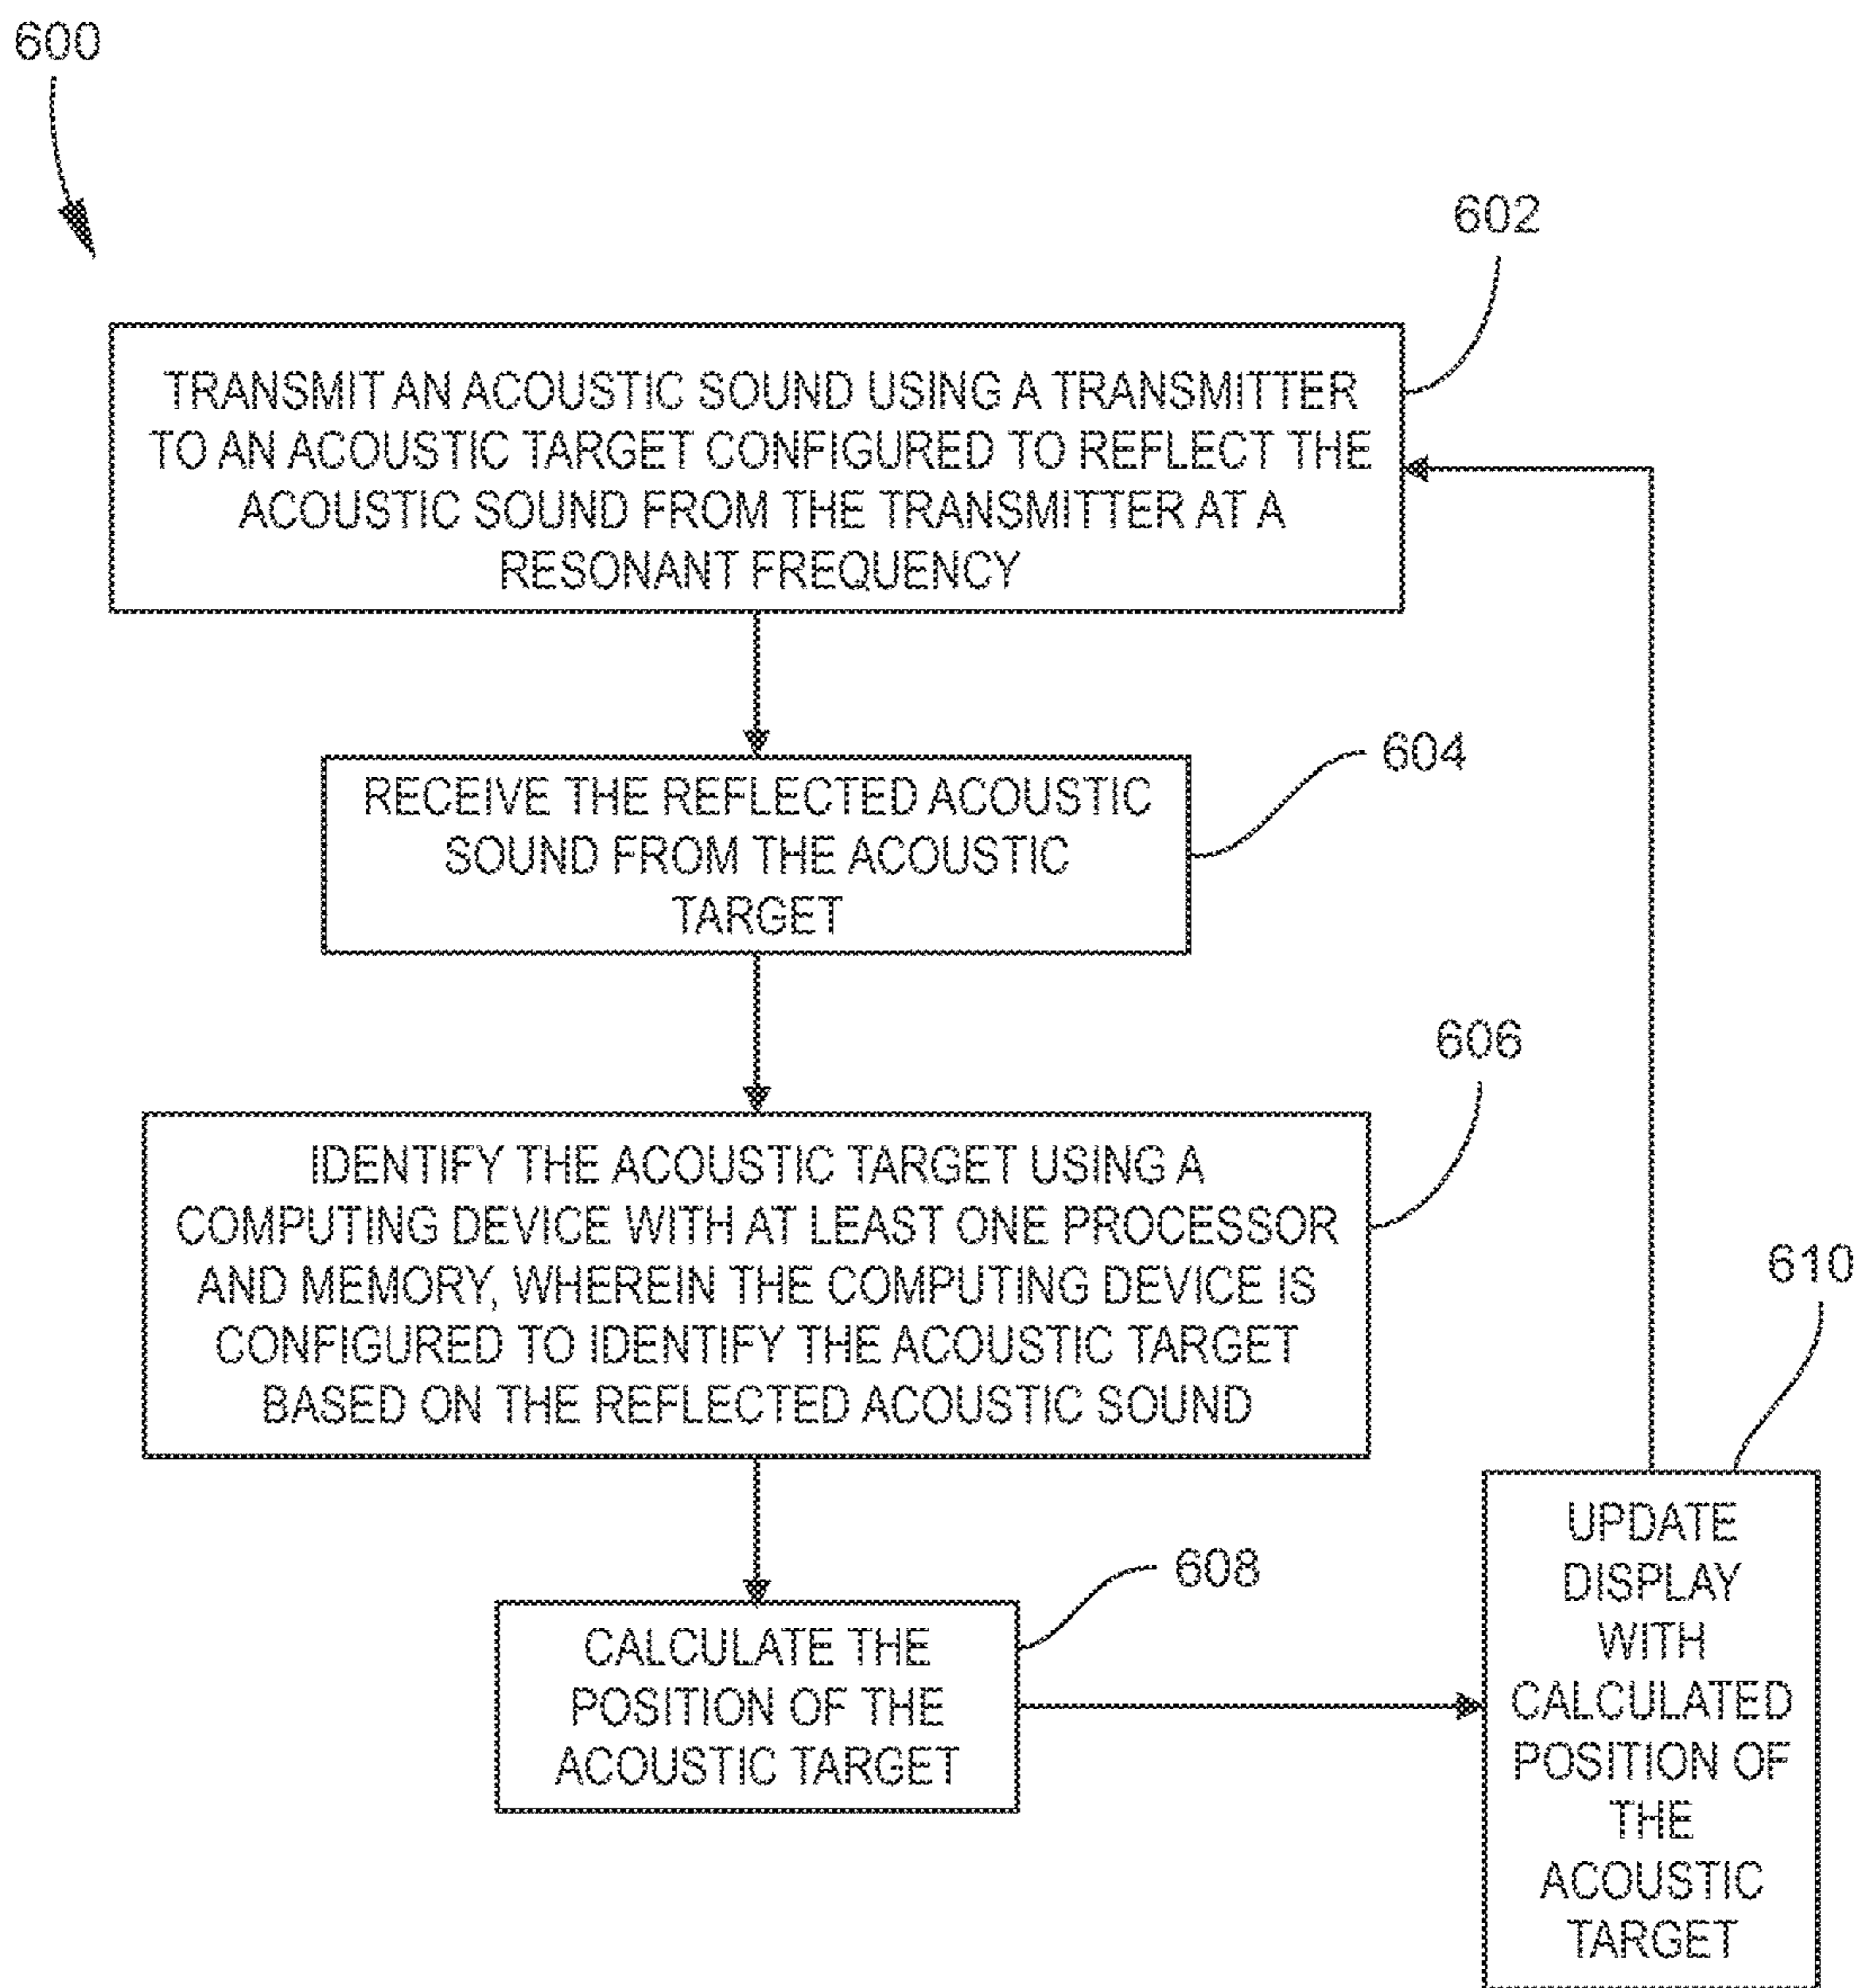 600
602
TRANSMIT AN ACOUSTIC SOUND USING A TRANSMITTER
TO AN ACOUSTIC TARGET CONFIGURED TO REFLECT THE
ACOUSTIC SOUND FROM THE TRANSMITTER AT A
RESONANT FREQUENCY
604
RECEIVE THE REFLECTED ACOUSTIC
SOUND FROM THE ACOUSTIC
TARGET
606
IDENTIFY THE ACOUSTIC TARGET USING A
COMPUTING DEVICE WITH AT LEAST ONE PROCESSOR
AND MEMORY, WHEREIN THE COMPUTING DEVICE IS
CONFIGURED TO IDENTIFY THE ACOUSTIC TARGET
BASED ON THE REFLECTED ACOUSTIC SOUND
608
CALCULATE THE
POSITION OF THE
ACOUSTIC TARGET
610
UPDATE
DISPLAY
WITH
CALCULATED
POSITION OF
THE
ACOUSTIC
TARGET